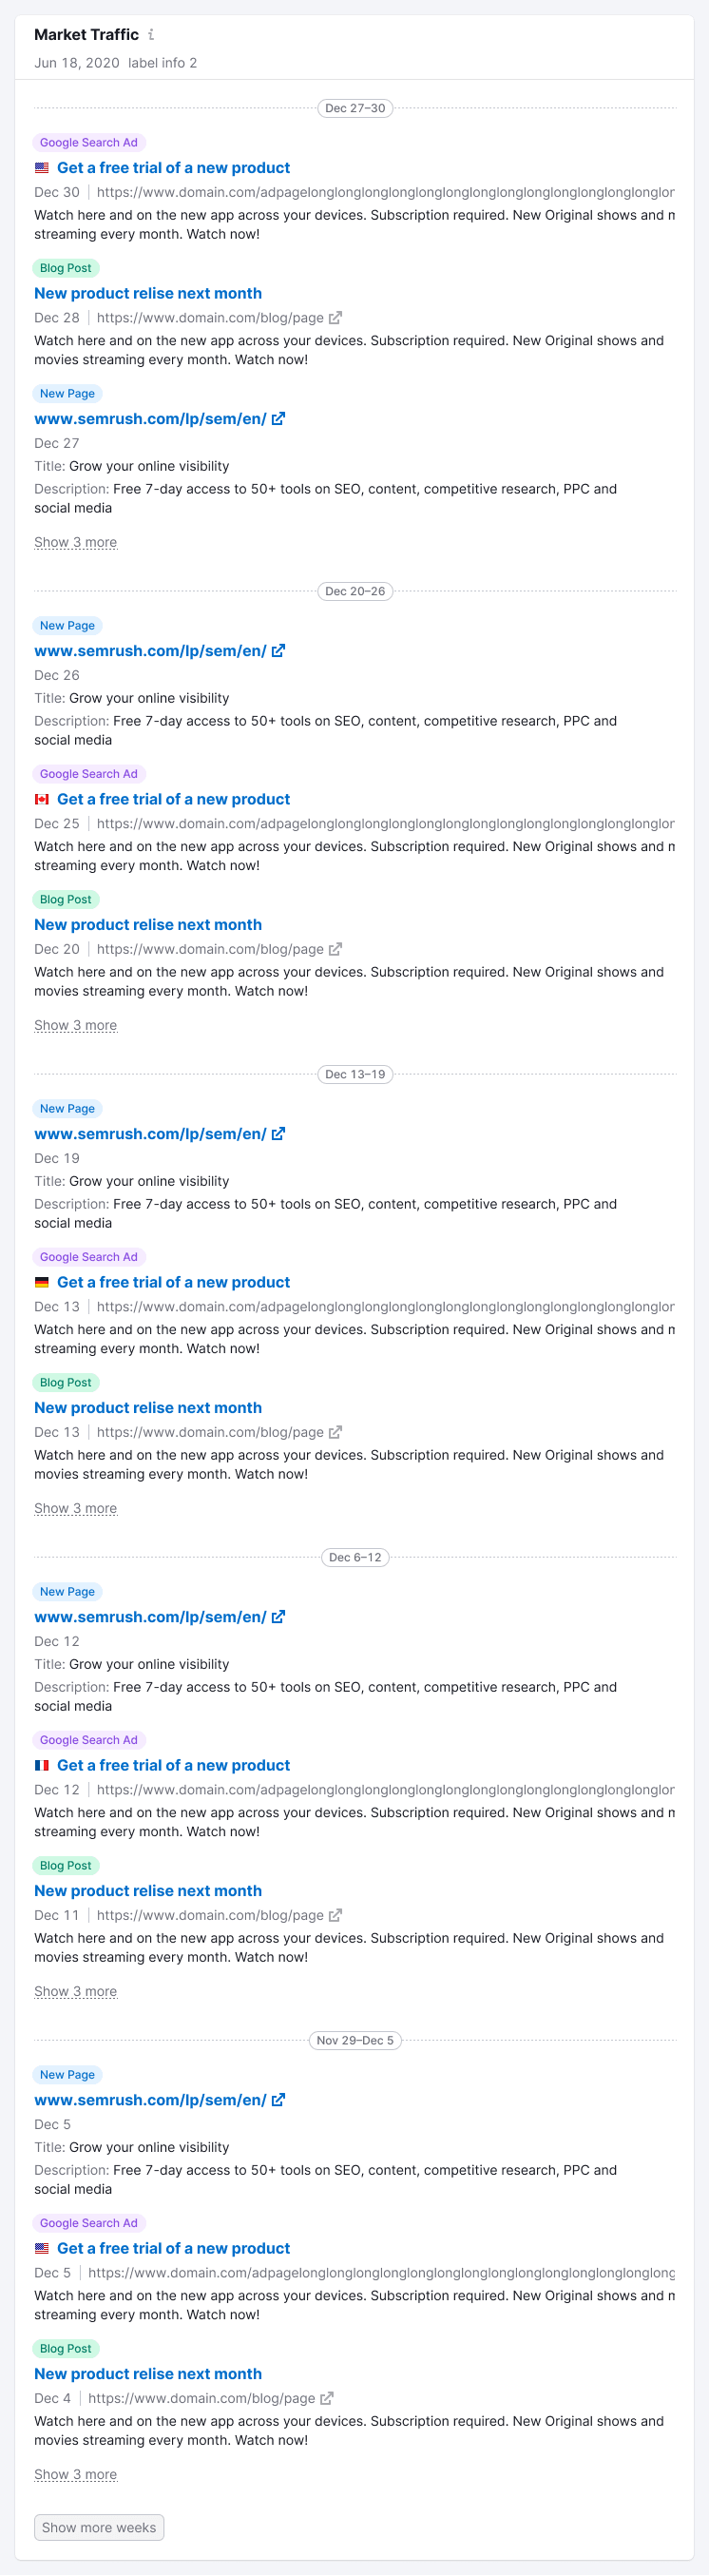 Market Traffic
Jun 18, 2020 label info 2
Dec 27–30
Google Search Ad
Get a free trial of a new product
Dec 30 https://www.domain.com/adpagelonglonglonglonglonglonglonglonglonglonglonglonglonglonglon
Watch here and on the new app across your devices. Subscription required. New Original shows and
streaming every month. Watch now!
Blog Post
New product relise next month
Dec 28 https://www.domain.com/blog/page
Watch here and on the new app across your devices. Subscription required. New Original shows and
movies streaming every month. Watch now!
New Page
www.semrush.com/lp/sem/en/
Dec 27
Title: Grow your online visibility
Description: Free 7-day access to 50+ tools on SEO, content, competitive research, PPC and
social media
Show 3 more
Dec 20–26
New Page
www.semrush.com/lp/sem/en/
Dec 26
Title: Grow your online visibility
Description: Free 7-day access to 50+ tools on SEO, content, competitive research, PPC and
social media
Google Search Ad
Get a free trial of a new product
Dec 25 https://www.domain.com/adpagelonglonglonglonglonglonglonglonglonglonglonglonglonglonglon
Watch here and on the new app across your devices. Subscription required. New Original shows and
streaming every month. Watch now!
Blog Post
New product relise next month
Dec 20 https://www.domain.com/blog/page
Watch here and on the new app across your devices. Subscription required. New Original shows and
movies streaming every month. Watch now!
Show 3 more
Dec 13–19
New Page
www.semrush.com/lp/sem/en/
Dec 19
Title: Grow your online visibility
Description: Free 7-day access to 50+ tools on SEO, content, competitive research, PPC and
social media
Google Search Ad
Get a free trial of a new product
Dec 13 https://www.domain.com/adpagelonglonglonglonglonglonglonglonglonglonglonglonglonglonglon
Watch here and on the new app across your devices. Subscription required. New Original shows and
streaming every month. Watch now!
Blog Post
New product relise next month
Dec 13 https://www.domain.com/blog/page
Watch here and on the new app across your devices. Subscription required. New Original shows and
movies streaming every month. Watch now!
Show 3 more
Dec 6–12
New Page
www.semrush.com/lp/sem/en/
Dec 12
Title: Grow your online visibility
Description: Free 7-day access to 50+ tools on SEO, content, competitive research, PPC and
social media
Google Search Ad
Get a free trial of a new product
Dec 12 https://www.domain.com/adpagelonglonglonglonglonglonglonglonglonglonglonglonglonglonglon
Watch here and on the new app across your devices. Subscription required. New Original shows and
streaming every month. Watch now!
Blog Post
New product relise next month
Dec 11 https://www.domain.com/blog/page
Watch here and on the new app across your devices. Subscription required. New Original shows and
movies streaming every month. Watch now!
Show 3 more
Nov 29–Dec 5
New Page
www.semrush.com/lp/sem/en/
Dec 5
Title: Grow your online visibility
Description: Free 7-day access to 50+ tools on SEO, content, competitive research, PPC and
social media
Google Search Ad
Get a free trial of a new product
Dec 5 https://www.domain.com/adpagelonglonglonglonglonglonglonglonglonglonglonglonglonglonglong
Watch here and on the new app across your devices. Subscription required. New Original shows and
streaming every month. Watch now!
Blog Post
New product relise next month
Dec 4 https://www.domain.com/blog/page
Watch here and on the new app across your devices. Subscription required. New Original shows and
movies streaming every month. Watch now!
Show 3 more
Show more weeks